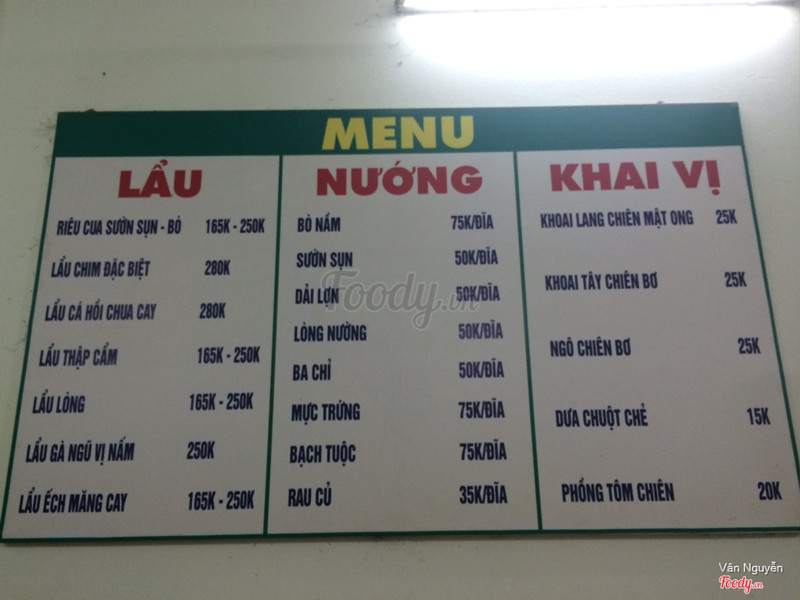 MENU
LẨU
RIÊU CUA SƯỜN SỤN - BÒ 165K - 250K
LẨU CHIM ĐẶC BIỆT 280K
LẨU CÁ HỒI CHUA CAY 280K
LẨU THẬP CẨM 165K - 250K
LẨU LÒNG 165K - 250K
LẨU GÀ NGŨ VỊ NẤM 250K
LẨU ẾCH MĂNG CAY 165K - 250K
NƯỚNG
BÒ NẦM 75K/ĐĨA
SƯỜN SỤN 50K/ĐĨA
DẢI LỢN 50K/ĐĨA
LÒNG NƯỜNG 50K/ĐĨA
BA CHỈ 50K/ĐĨA
MỰC TRỨNG 75K/ĐĨA
BẠCH TUỘC 75K/ĐĨA
RAU CỦ 35K/ĐĨA
KHAI VỊ
KHOAI LANG CHIÊN MẬT ONG 25K
KHOAI TÂY CHIÊN BƠ 25K
NGÔ CHIÊN BƠ 25K
DƯA CHUỘT CHẺ 15K
PHỒNG TÔM CHIÊN 20K
Foody.vn
Vân Nguyễn
Foody.vn